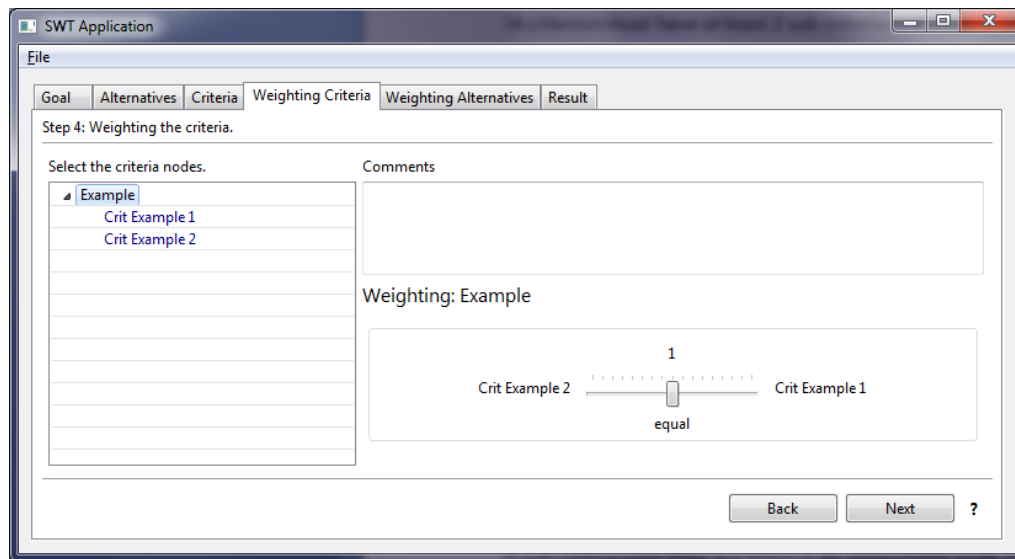 SWT Application
File
Goal Alternatives Criteria Weighting Criteria Weighting Alternatives Result
Step 4: Weighting the criteria.
Select the criteria nodes.
Example
Crit Example 1
Crit Example 2
Comments
Weighting: Example
1
Crit Example 2 Crit Example 1
equal
Back Next ?